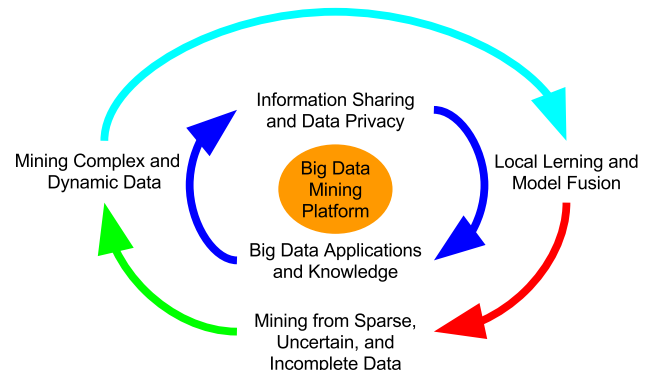 Information Sharing
and Data Privacy
Mining Complex and
Dynamic Data
Big Data
Mining
Platform
Local Lerning and
Model Fusion
Big Data Applications
and Knowledge
Mining from Sparse,
Uncertain, and
Incomplete Data